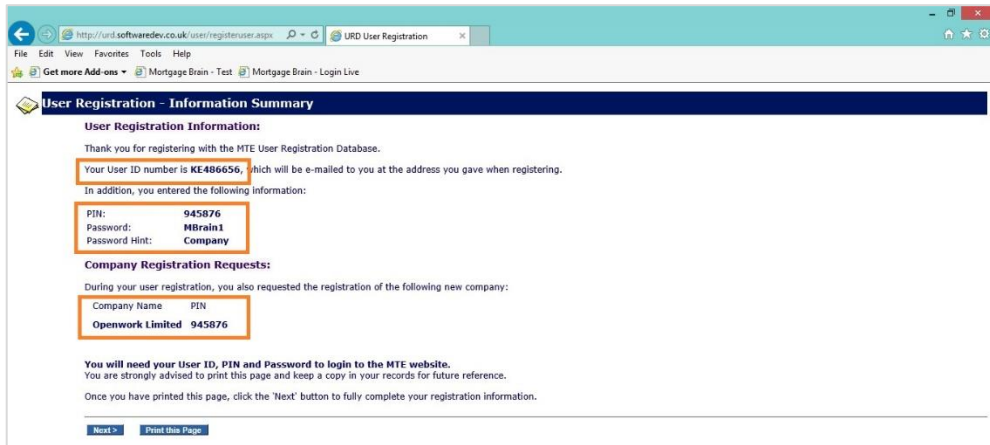 http://urd.softwaredev.co.uk/user/registeruser.aspx
URD User Registration
File Edit View Favorites Tools Help
Get more Add-ons Mortgage Brain - Test Mortgage Brain - Login Live
User Registration - Information Summary
User Registration Information:
Thank you for registering with the MTE User Registration Database.
Your User ID number is KE486656, which will be e-mailed to you at the address you gave when registering.
In addition, you entered the following information:
PIN: 945876
Password: MBrain1
Password Hint: Company
Company Registration Requests:
During your user registration, you also requested the registration of the following new company:
Company Name PIN
Openwork Limited 945876
You will need your User ID, PIN and Password to login to the MTE website.
You are strongly advised to print this page and keep a copy in your records for future reference.
Once you have printed this page, click the 'Next' button to fully complete your registration information.
Next > Print this Page